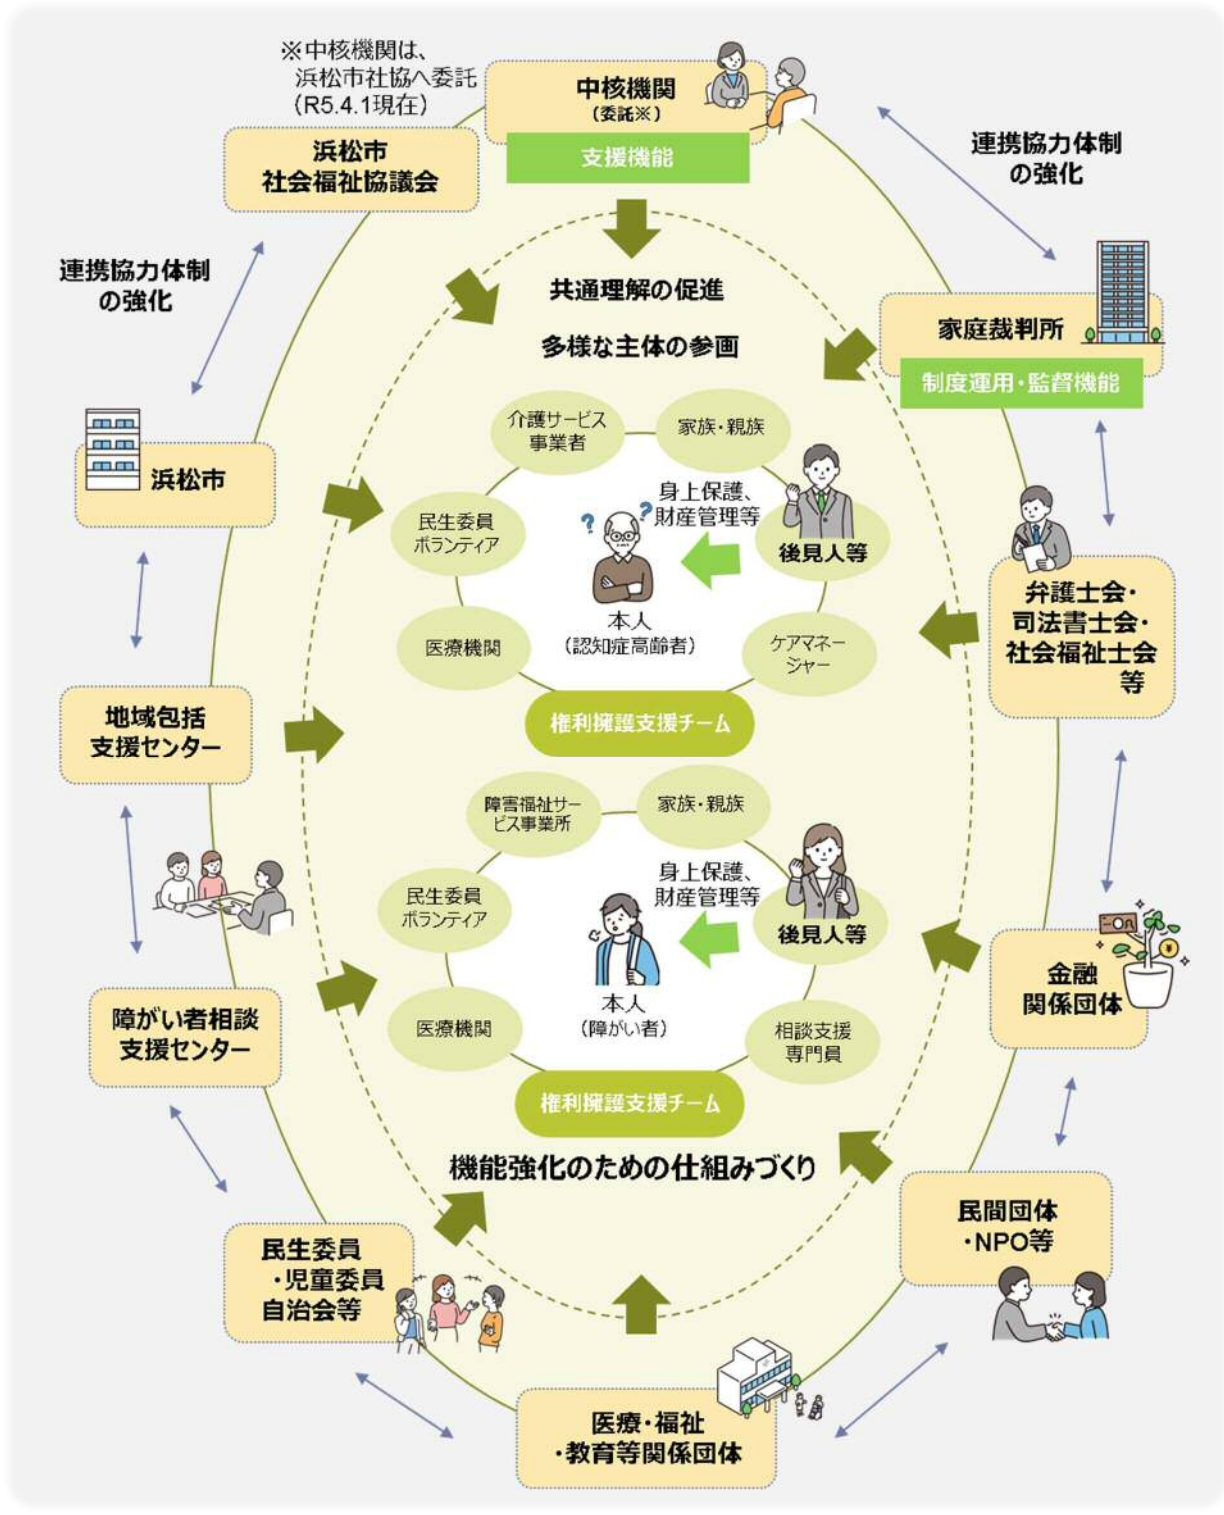 ※中核機関は、
浜松市社協へ委託
（R5.4.1現在）
中核機関
（委託※）
支援機能
浜松市
社会福祉協議会
連携協力体制
の強化
連携協力体制
の強化
共通理解の促進
多様な主体の参画
家庭裁判所
制度運用・監督機能
浜松市
介護サービス
事業者
家族・親族
民生委員
ボランティア
身上保護、
財産管理等
？
？
後見人等
本人
（認知症高齢者）
医療機関
ケアマネー
ジャー
権利擁護支援チーム
弁護士会・
司法書士会・
社会福祉士会
等
地域包括
支援センター
障害福祉サー
ビス事業所
家族・親族
民生委員
ボランティア
身上保護、
財産管理等
後見人等
本人
（障がい者）
医療機関
相談支援
専門員
権利擁護支援チーム
金融
関係団体
¥
障がい者相談
支援センター
機能強化のための仕組みづくり
民生委員
・児童委員
自治会等
民間団体
・NPO等
医療・福祉
・教育等関係団体